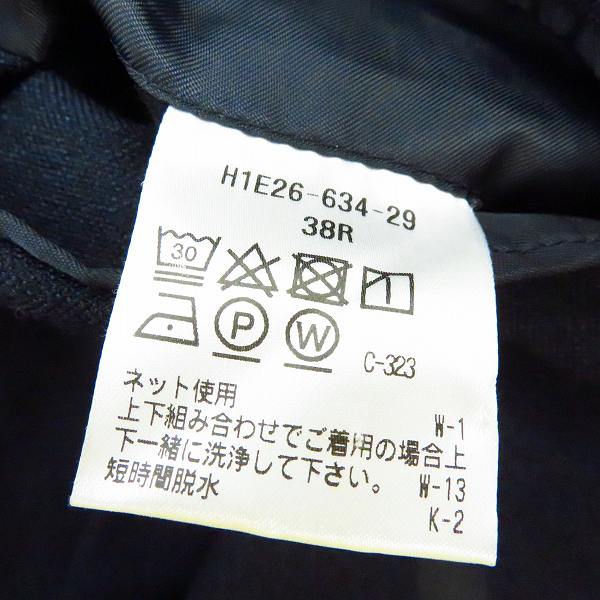 H1E26-634-29
38R
30
P W C-323
ネット使用 W-1
上下組み合わせでご着用の場合上
下一緒に洗浄して下さい。 W-13
短時間脱水 K-2